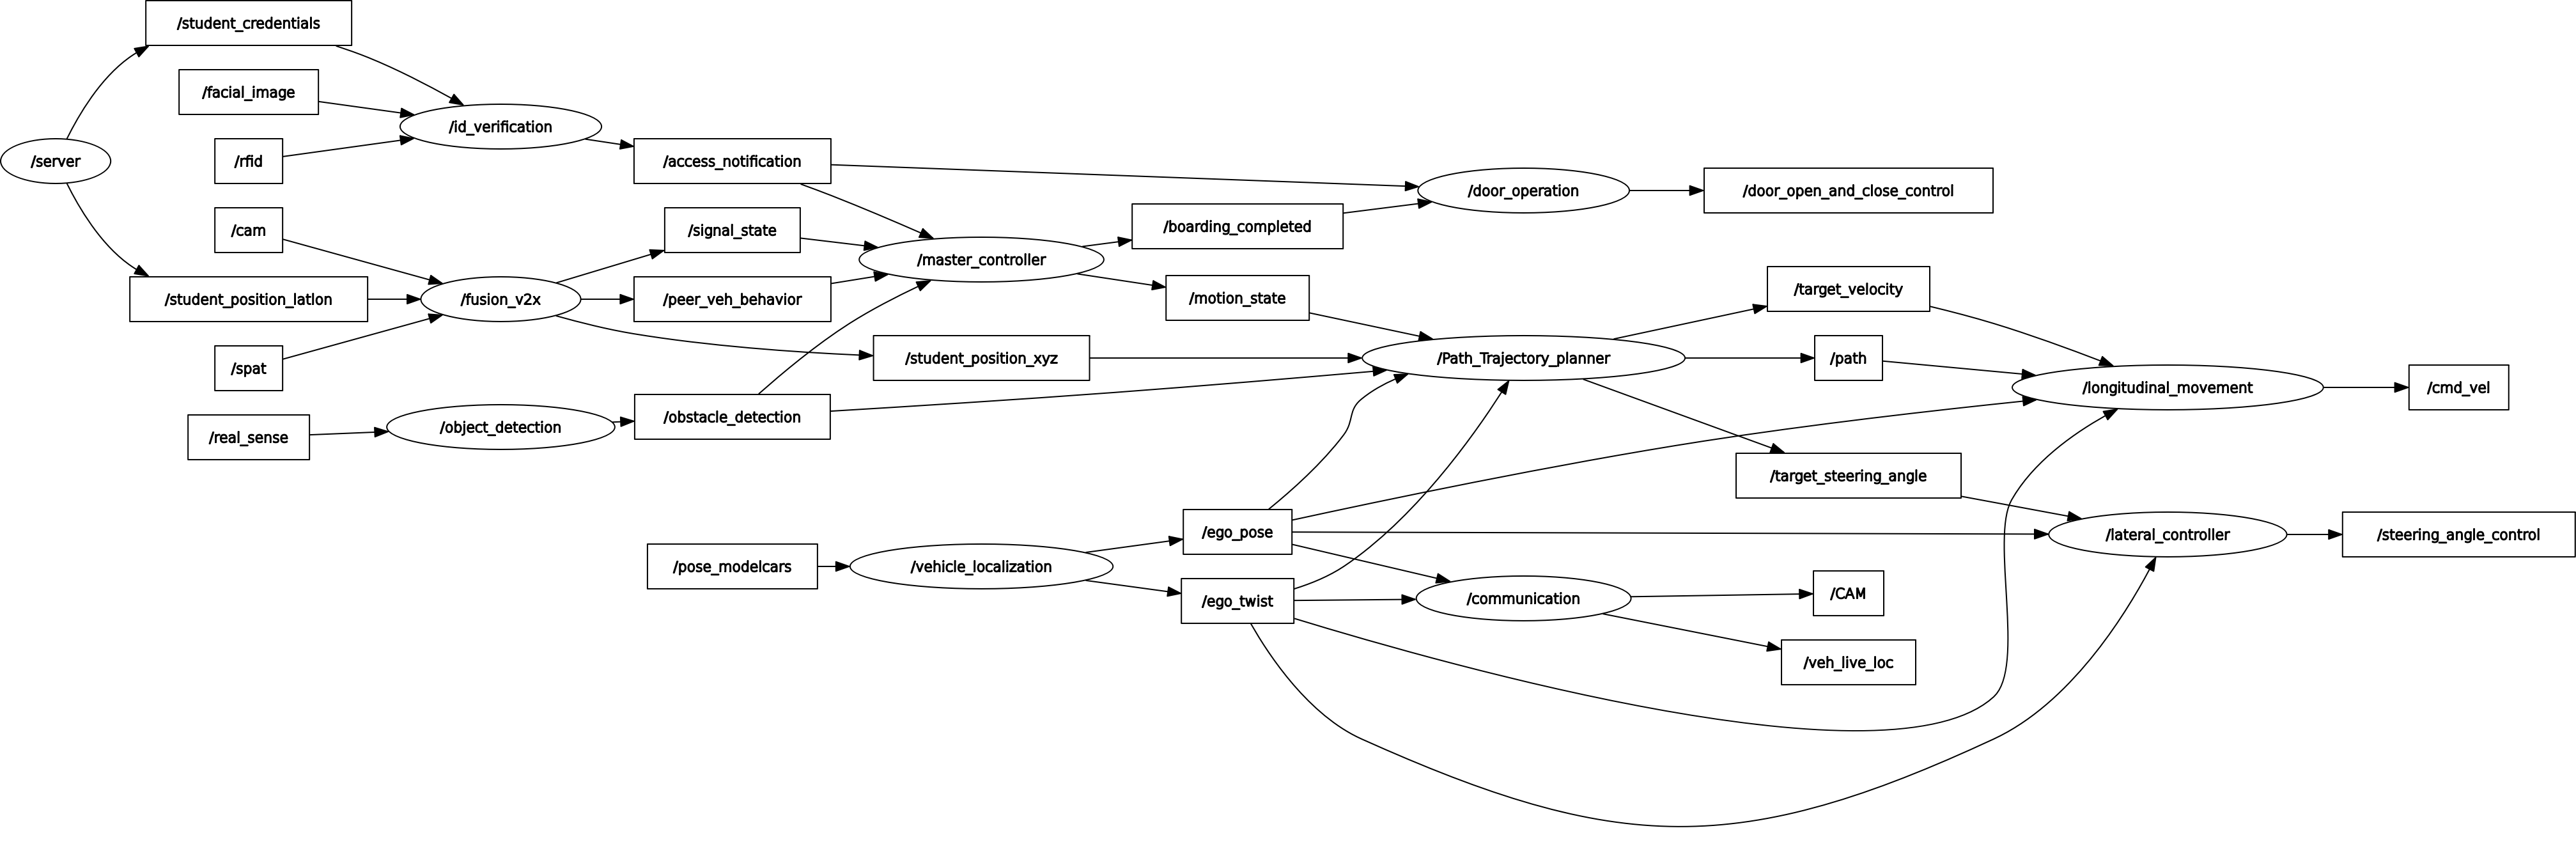 /student_credentials
/facial_image
/id_verification
/server
/rfid
/access_notification
/door_operation
/door_open_and_close_control
/cam
/signal_state
/boarding_completed
/master_controller
/student_position_latlon
/fusion_v2x
/peer_veh_behavior
/motion_state
/target_velocity
/spat
/student_position_xyz
/Path_Trajectory_planner
/path
/longitudinal_movement
/cmd_vel
/real_sense
/object_detection
/obstacle_detection
/target_steering_angle
/ego_pose
/lateral_controller
/steering_angle_control
/pose_modelcars
/vehicle_localization
/ego_twist
/communication
/CAM
/veh_live_loc